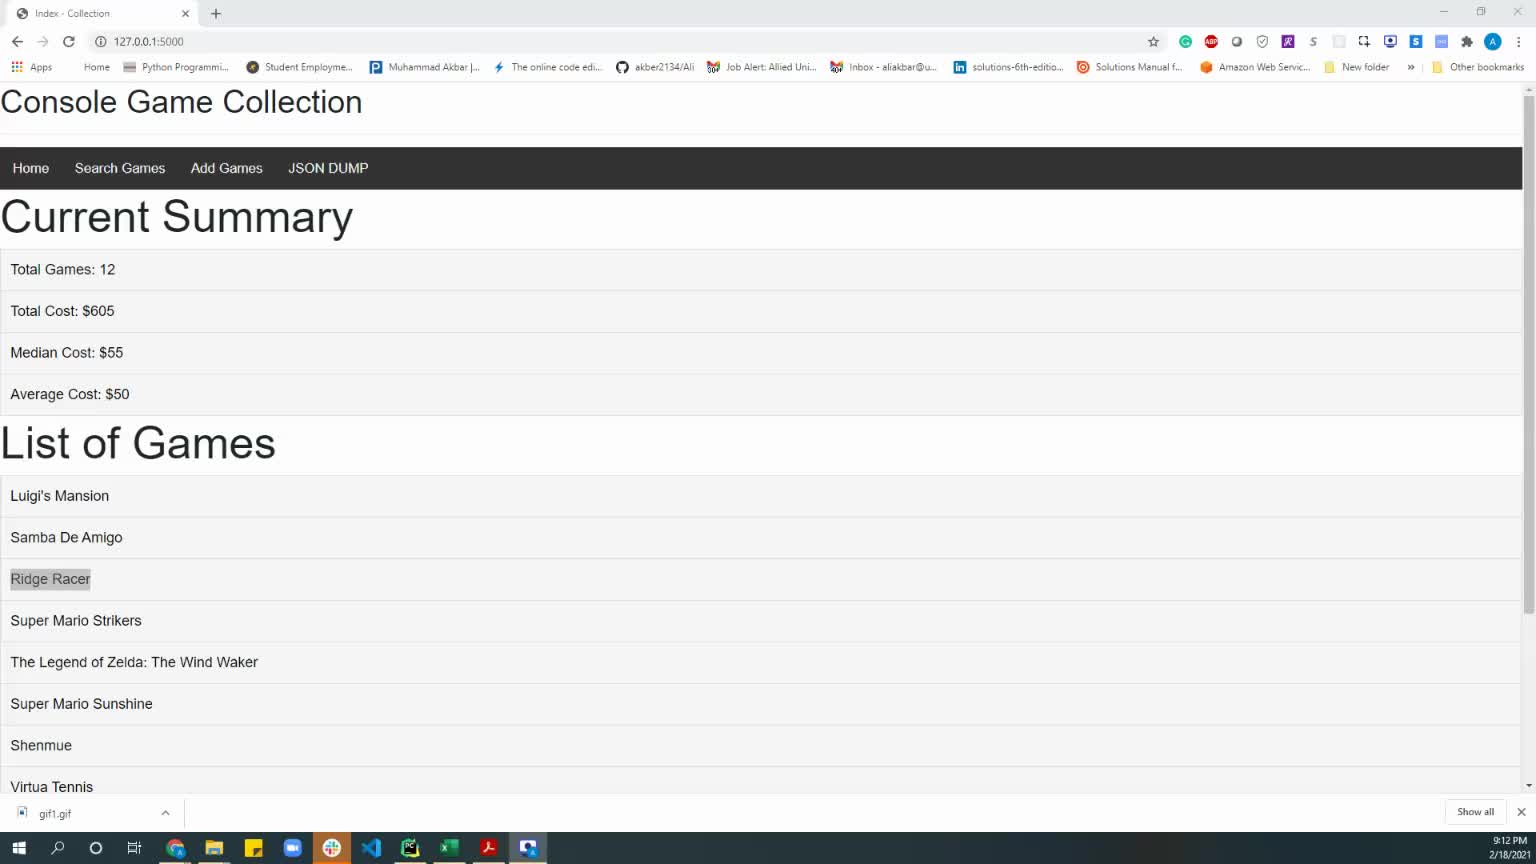 Index - Collection
127.0.0.1:5000
Apps Home Python Programmi... Student Employme... Muhammad Akbar |... The online code edi... akber2134/Ali Job Alert: Allied Uni... Inbox - aliakbar@u... solutions-6th-editio... Solutions Manual f... Amazon Web Servic... New folder » Other bookmarks
Console Game Collection
Home Search Games Add Games JSON DUMP
Current Summary
Total Games: 12
Total Cost: $605
Median Cost: $55
Average Cost: $50
List of Games
Luigi's Mansion
Samba De Amigo
Ridge Racer
Super Mario Strikers
The Legend of Zelda: The Wind Waker
Super Mario Sunshine
Shenmue
Virtua Tennis
gif1.gif Show all
9:12 PM
2/18/2021